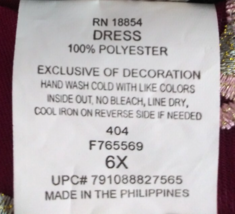 RN 18854
DRESS
100% POLYESTER
EXCLUSIVE OF DECORATION
HAND WASH COLD WITH LIKE COLORS
INSIDE OUT, NO BLEACH, LINE DRY,
COOL IRON ON REVERSE SIDE IF NEEDED
404
F765569
6X
UPC# 791088827565
MADE IN THE PHILIPPINES